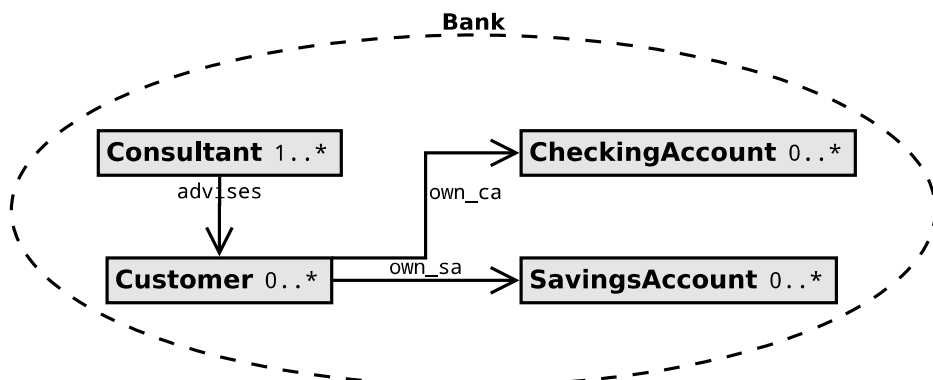 Bank
Consultant 1..*
CheckingAccount 0..*
advises
own_ca
Customer 0..*
own_sa
SavingsAccount 0..*